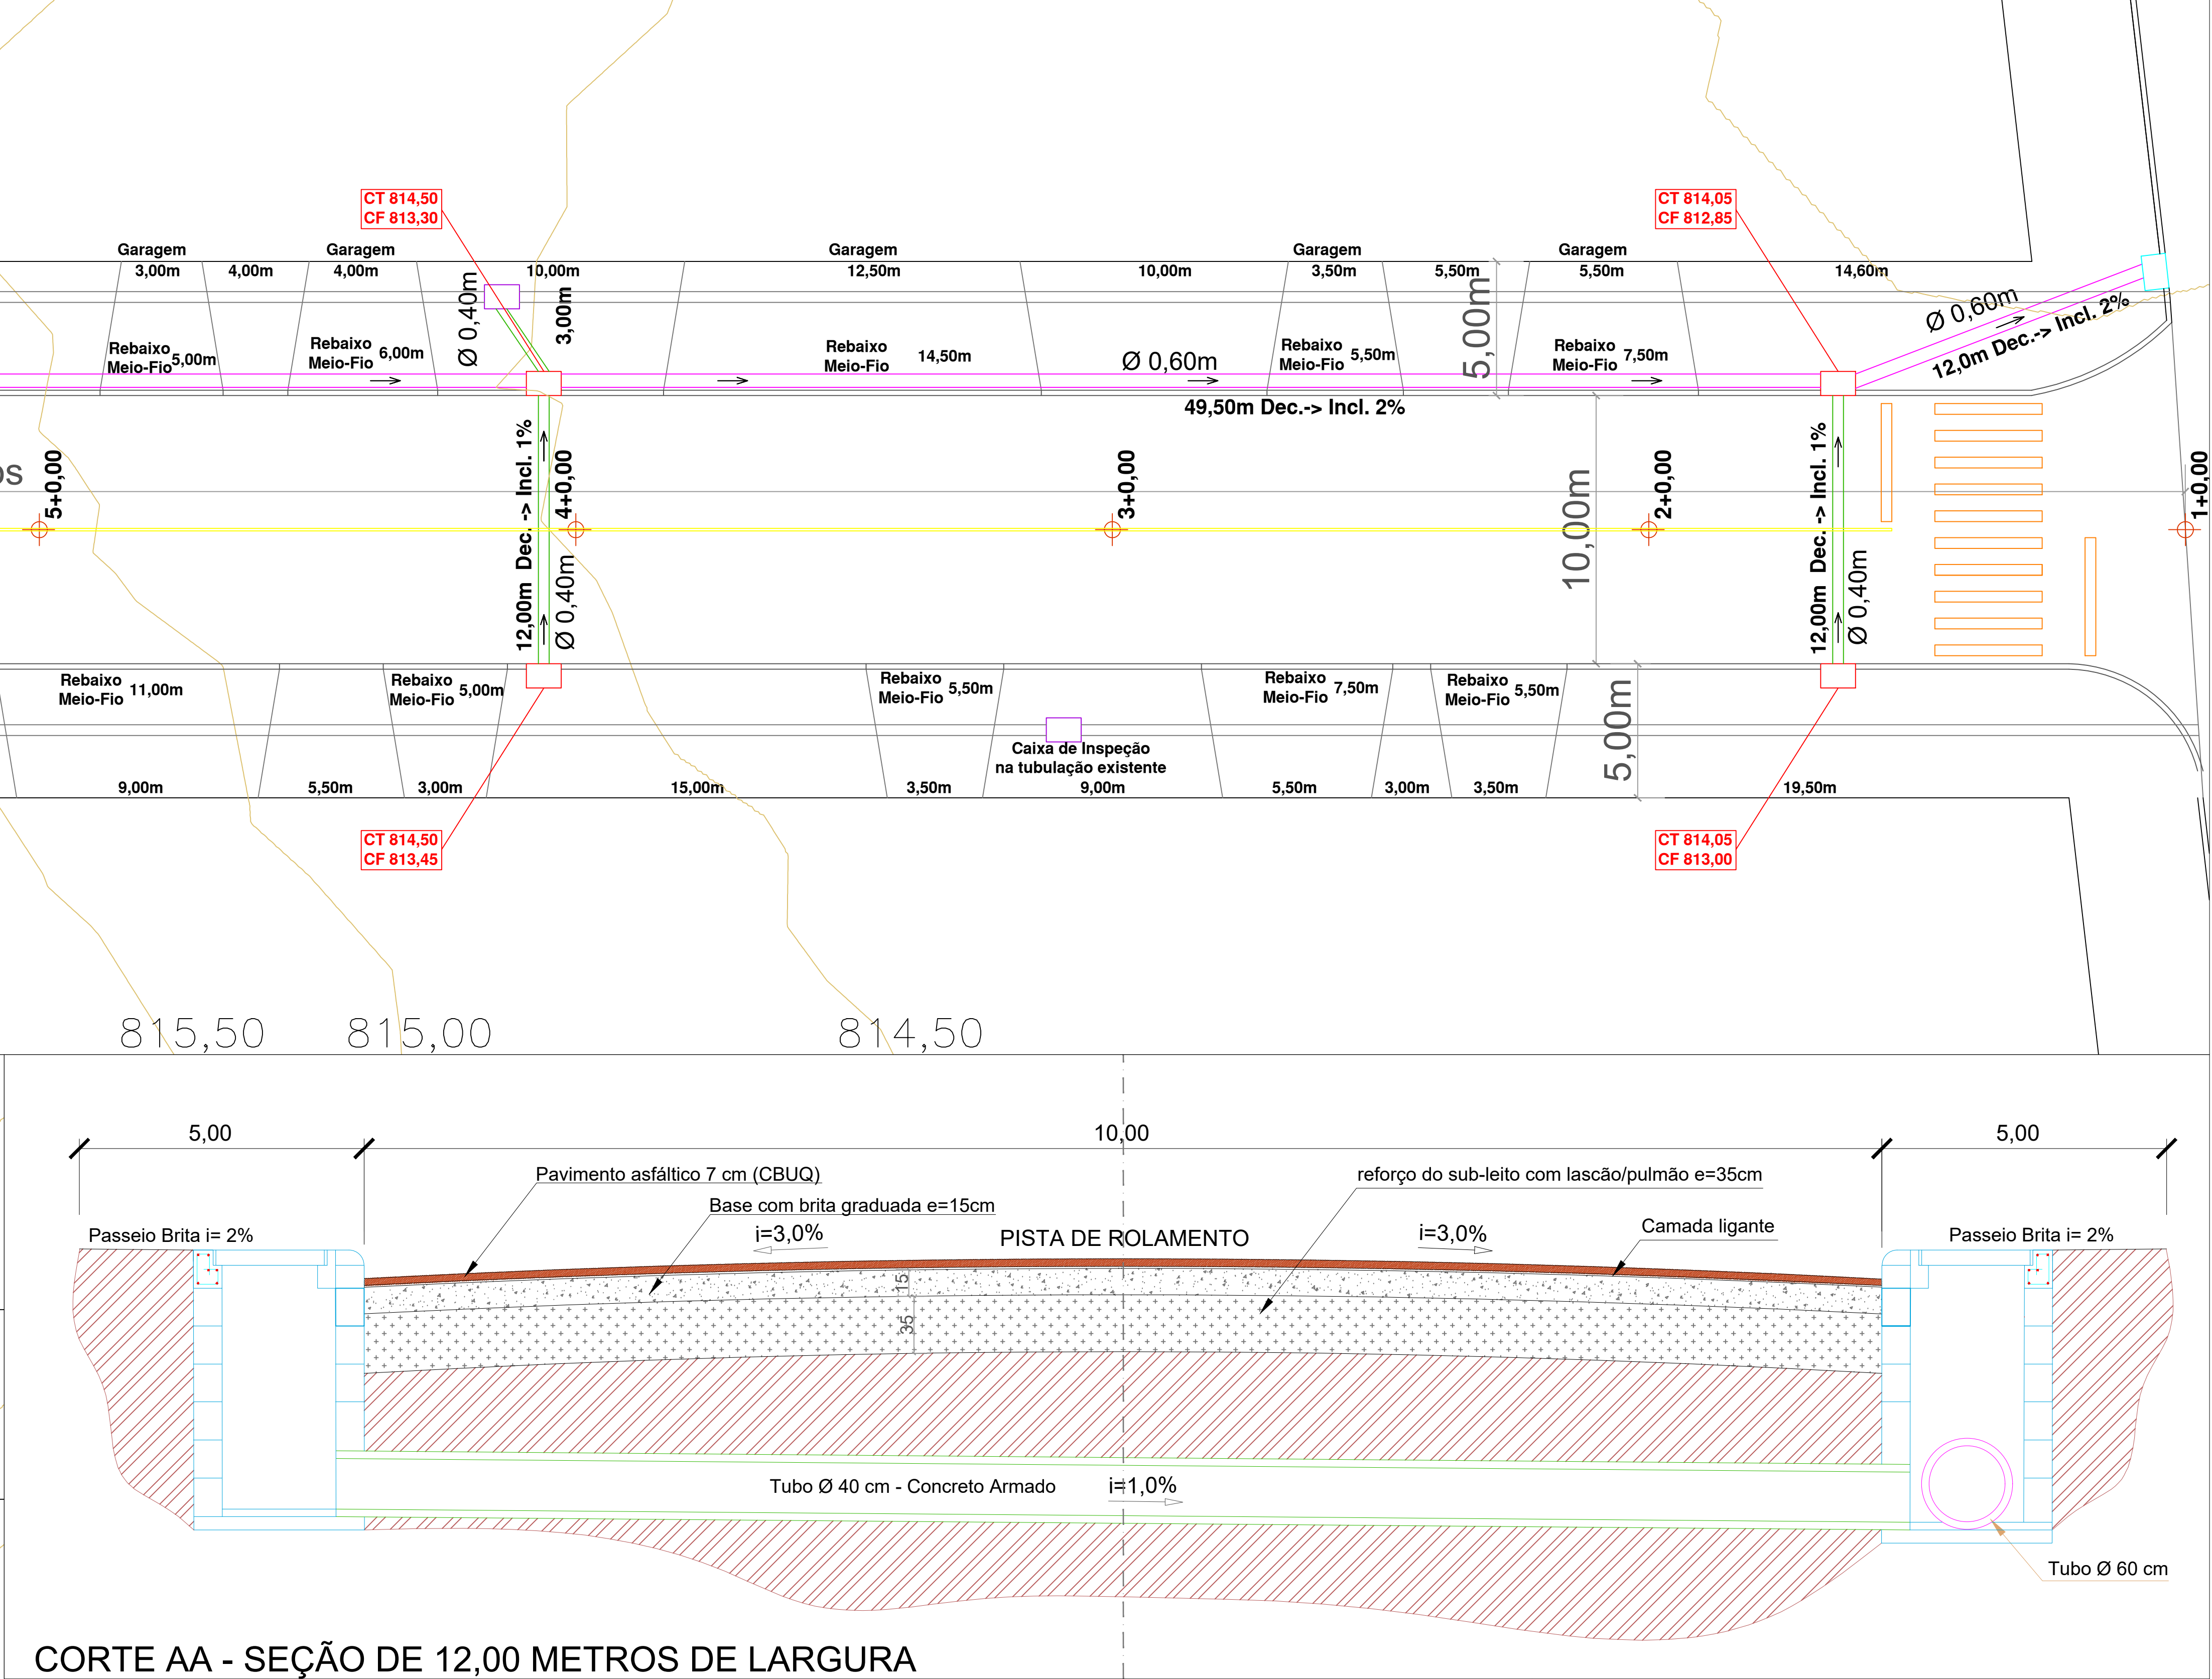 CT 814,50
CF 813,30
CT 814,05
CF 812,85
Garagem
Garagem
Garagem
Garagem
Garagem
3,00m
4,00m
4,00m
10,00m
12,50m
10,00m
3,50m
5,50m
5,50m
14,60m
Ø 0,40m
3,00m
5,00m
Ø 0,60m
12,0m Dec.-> Incl. 2%
Rebaixo
Meio-Fio
5,00m
Rebaixo
Meio-Fio
6,00m
Rebaixo
Meio-Fio
14,50m
Ø 0,60m
Rebaixo
Meio-Fio
5,50m
Rebaixo
Meio-Fio
7,50m
49,50m Dec.-> Incl. 2%
os
5+0,00
12,00m Dec. -> Incl. 1%
4+0,00
Ø 0,40m
3+0,00
10,00m
2+0,00
12,00m Dec. -> Incl. 1%
Ø 0,40m
1+0,00
Rebaixo
Meio-Fio
11,00m
Rebaixo
Meio-Fio
5,00m
Rebaixo
Meio-Fio
5,50m
Rebaixo
Meio-Fio
7,50m
Rebaixo
Meio-Fio
5,50m
5,00m
Caixa de Inspeção
na tubulação existente
9,00m
5,50m
3,00m
15,00m
3,50m
9,00m
5,50m
3,00m
3,50m
19,50m
CT 814,50
CF 813,45
CT 814,05
CF 813,00
815,50
815,00
814,50
5,00
10,00
5,00
Pavimento asfáltico 7 cm (CBUQ)
reforço do sub-leito com lascão/pulmão e=35cm
Base com brita graduada e=15cm
Passeio Brita i= 2%
i=3,0%
PISTA DE ROLAMENTO
i=3,0%
Camada ligante
Passeio Brita i= 2%
15
35
Tubo Ø 40 cm - Concreto Armado
i=1,0%
Tubo Ø 60 cm
CORTE AA - SEÇÃO DE 12,00 METROS DE LARGURA